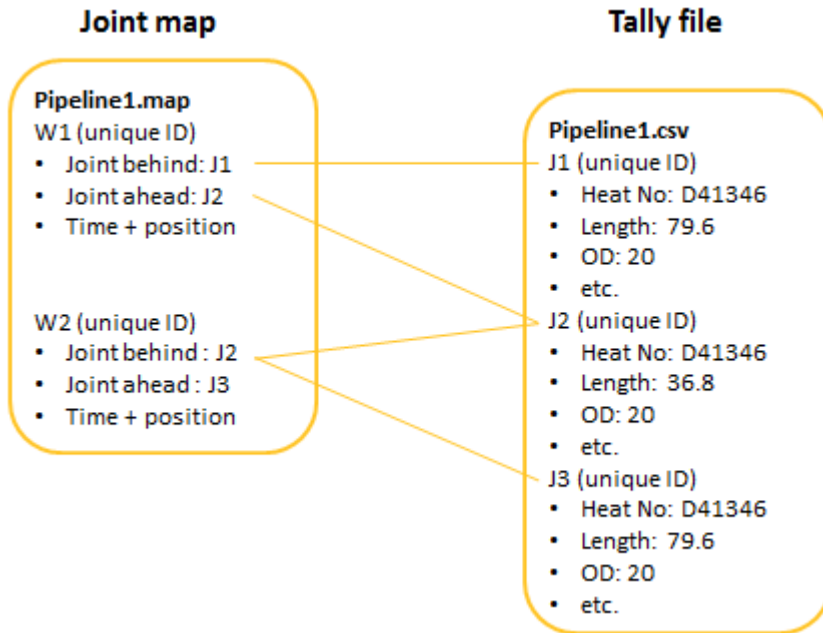 Joint map
Pipeline1.map
W1 (unique ID)
• Joint behind: J1
• Joint ahead: J2
• Time + position
W2 (unique ID)
• Joint behind : J2
• Joint ahead : J3
• Time + position
Tally file
Pipeline1.csv
J1 (unique ID)
• Heat No: D41346
• Length: 79.6
• OD: 20
• etc.
J2 (unique ID)
• Heat No: D41346
• Length: 36.8
• OD: 20
• etc.
J3 (unique ID)
• Heat No: D41346
• Length: 79.6
• OD: 20
• etc.